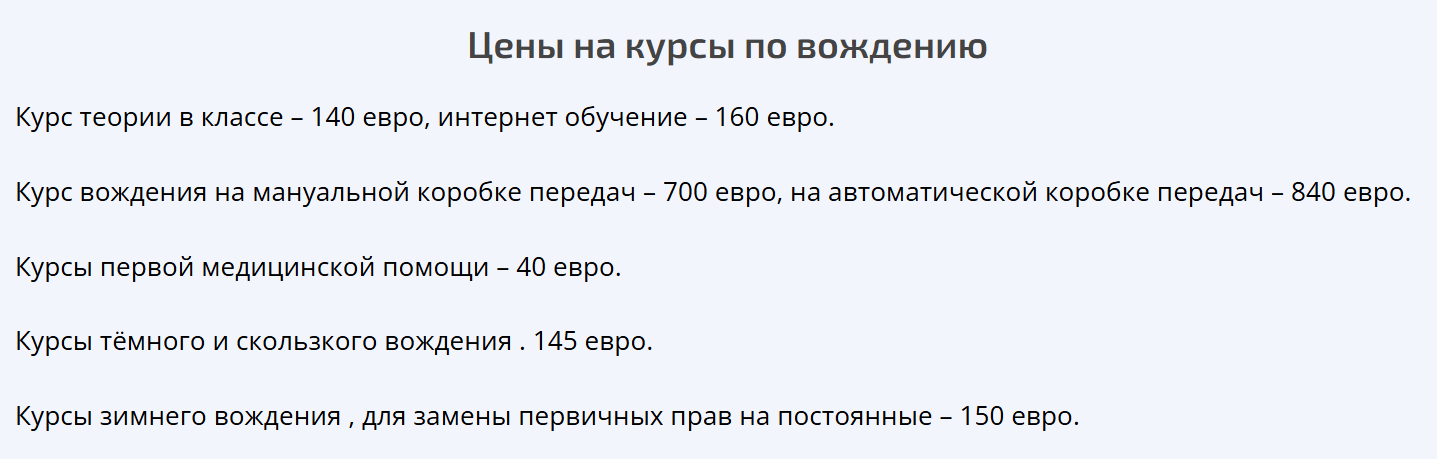 Цены на курсы по вождению
Курс теории в классе – 140 евро, интернет обучение – 160 евро.
Курс вождения на мануальной коробке передач – 700 евро, на автоматической коробке передач – 840 евро.
Курсы первой медицинской помощи – 40 евро.
Курсы тёмного и скользкого вождения . 145 евро.
Курсы зимнего вождения , для замены первичных прав на постоянные – 150 евро.